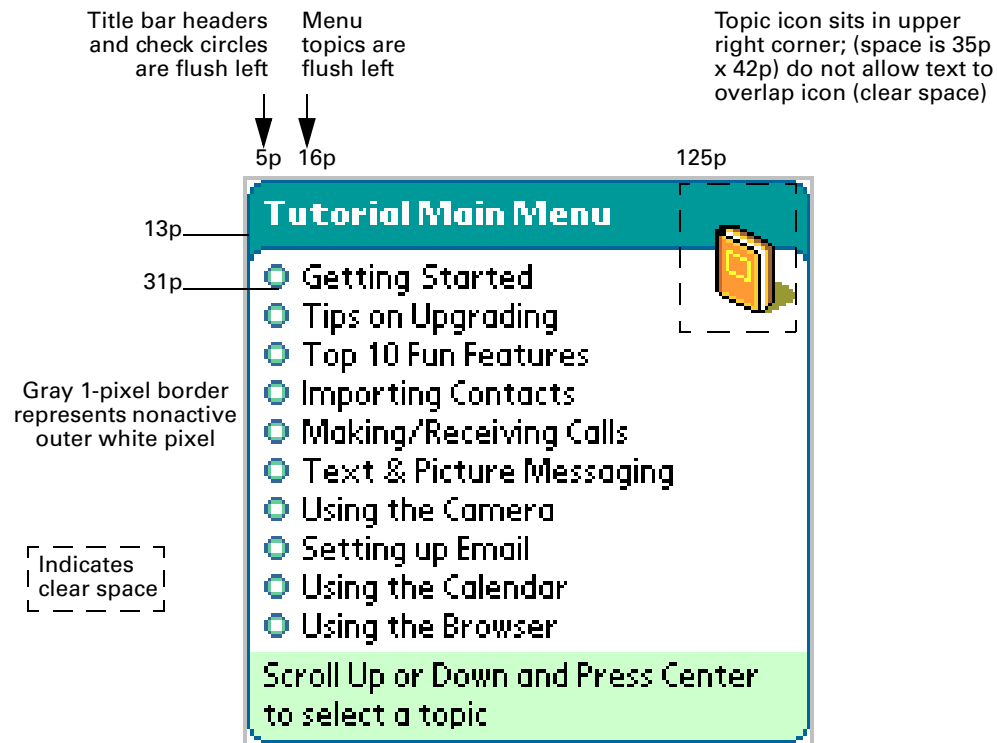 Title bar headers
and check circles
are flush left
Menu
topics are
flush left
Topic icon sits in upper
right corner; (space is 35p
x 42p) do not allow text to
overlap icon (clear space)
5p
16p
125p
Tutorial Main Menu
13p
31p
Getting Started
Tips on Upgrading
Top 10 Fun Features
Importing Contacts
Making/Receiving Calls
Text & Picture Messaging
Using the Camera
Setting up Email
Using the Calendar
Using the Browser
Gray 1-pixel border
represents nonactive
outer white pixel
Indicates
clear space
Scroll Up or Down and Press Center
to select a topic